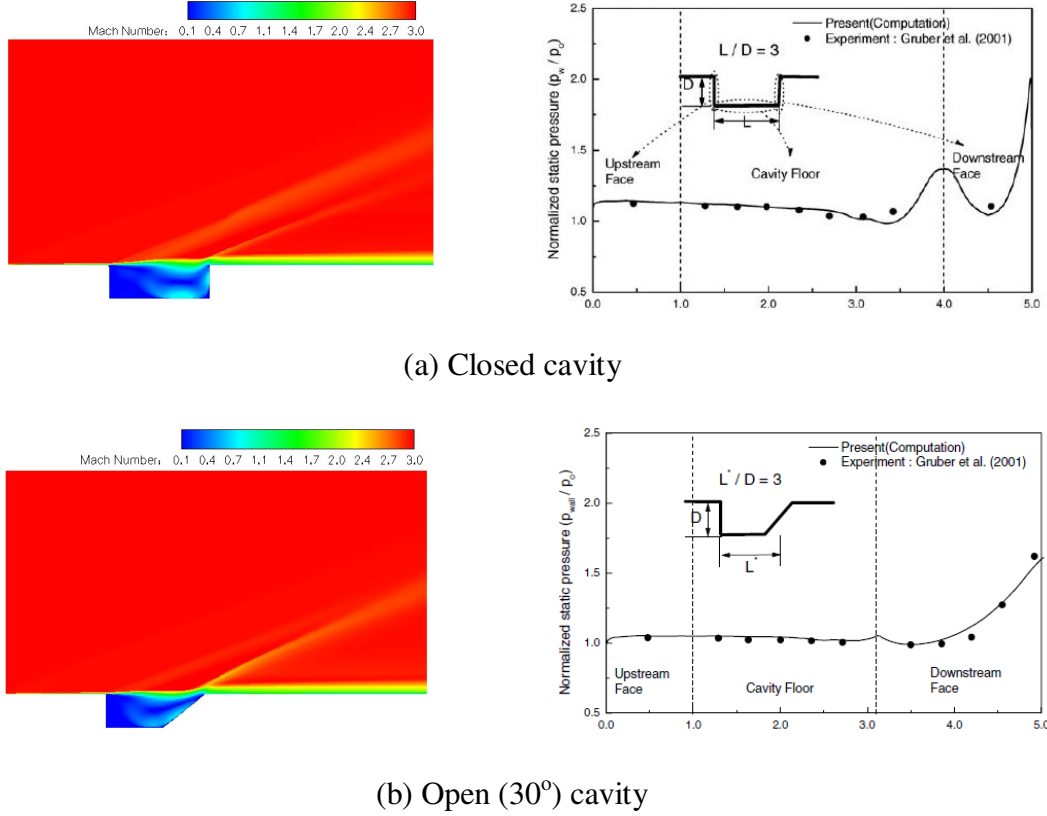 Mach Number: 0.1 0.4 0.7 1.1 1.4 1.7 2.0 2.4 2.7 3.0
Normalized static pressure (p_w / p_o)
2.5
2.0
1.5
1.0
0.5
Present(Computation)
Experiment : Gruber et al. (2001)
L / D = 3
D
L
Upstream
Face
Cavity Floor
Downstream
Face
0.0 1.0 2.0 3.0 4.0 5.0
(a) Closed cavity
Mach Number: 0.1 0.4 0.7 1.1 1.4 1.7 2.0 2.4 2.7 3.0
Normalized static pressure (p_wall / p_o)
2.5
2.0
1.5
1.0
0.5
Present(Computation)
Experiment : Gruber et al. (2001)
L* / D = 3
D
L*
Upstream
Face
Cavity Floor
Downstream
Face
0.0 1.0 2.0 3.0 4.0 5.0
(b) Open (30°) cavity